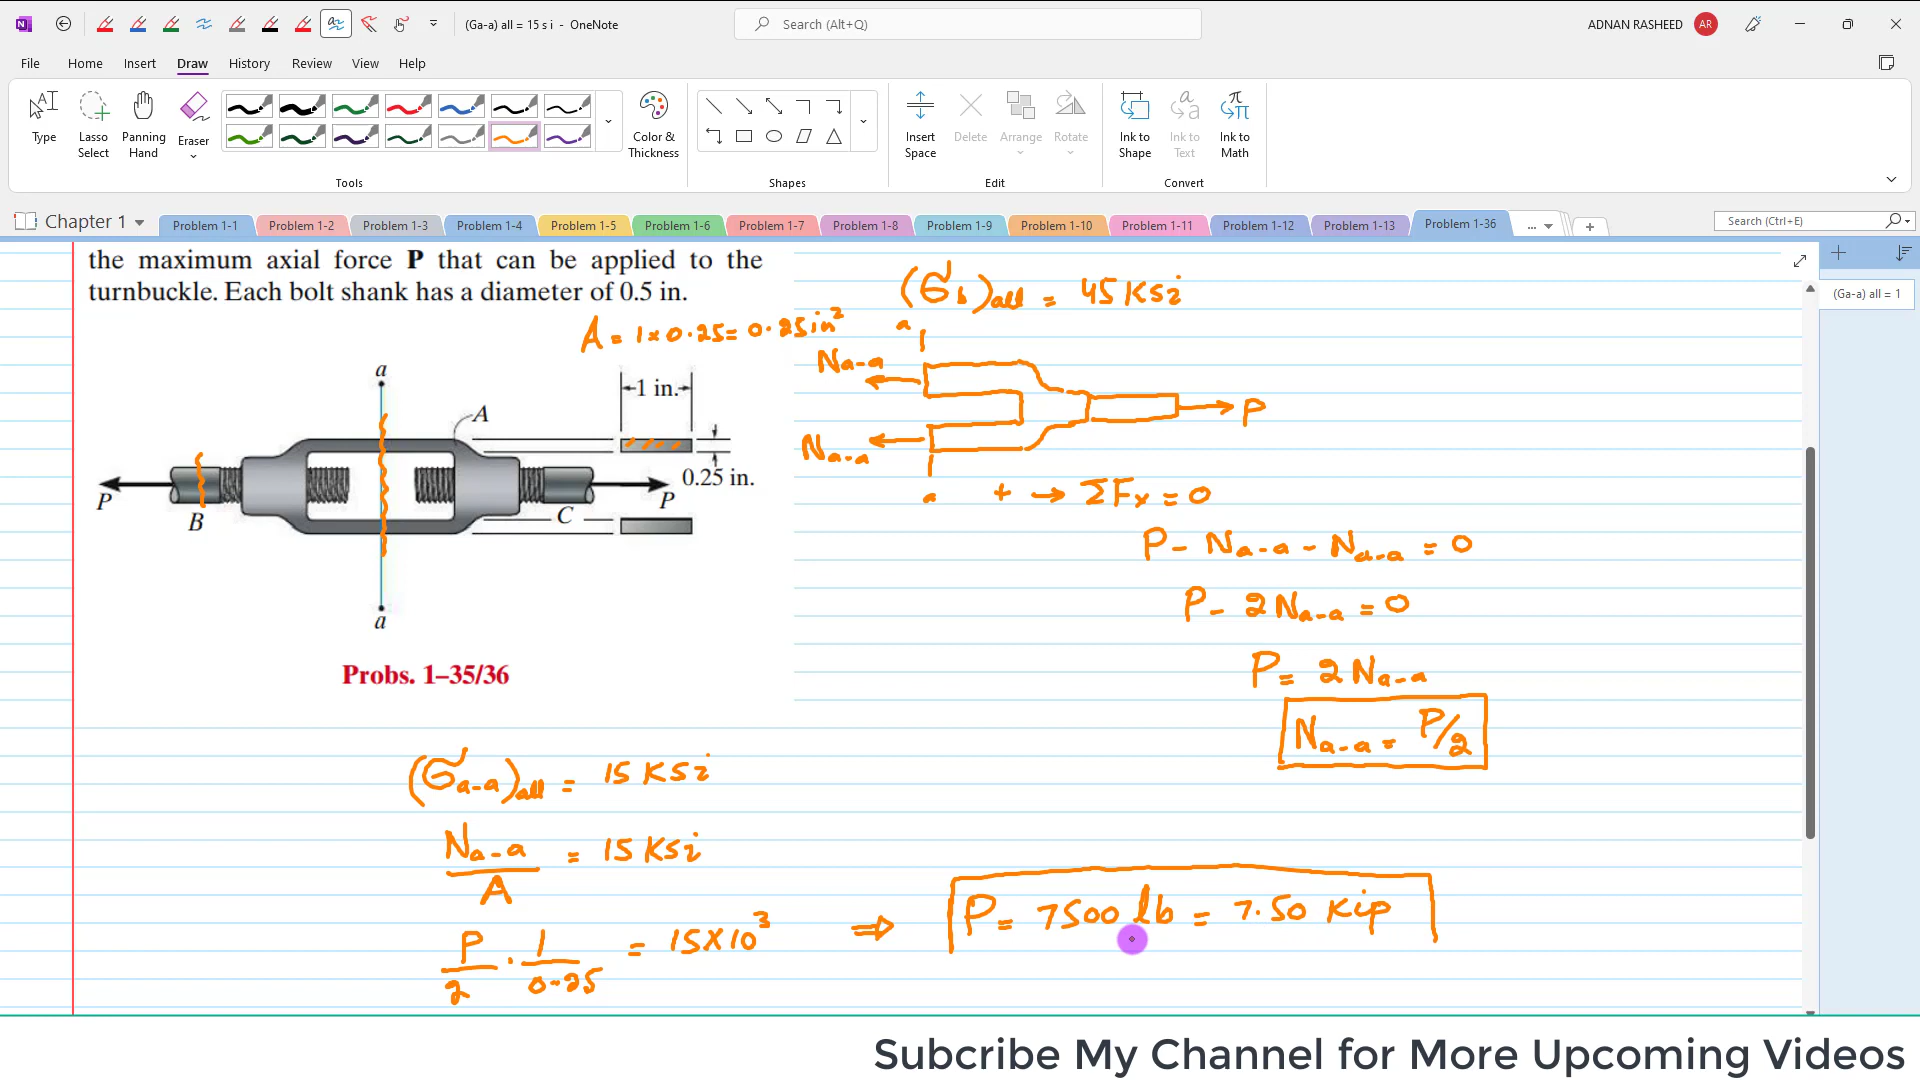 (Ga-a) all = 15 s i - OneNote
Search (Alt+Q)
ADNAN RASHEED AR
File Home Insert Draw History Review View Help
Type
Lasso Select
Panning Hand
Eraser
Color & Thickness
Insert Space
Delete
Arrange
Rotate
Ink to Shape
Ink to Text
Ink to Math
Tools Shapes Edit Convert
Chapter 1 Problem 1-1 Problem 1-2 Problem 1-3 Problem 1-4 Problem 1-5 Problem 1-6 Problem 1-7 Problem 1-8 Problem 1-9 Problem 1-10 Problem 1-11 Problem 1-12 Problem 1-13 Problem 1-36 ... +
Search (Ctrl+E)
(Ga-a) all = 1
the maximum axial force P that can be applied to the
turnbuckle. Each bolt shank has a diameter of 0.5 in.
A = 1 x 0.25 = 0.25 in²
a
A
1 in.
0.25 in.
P
B
C
P
a
Probs. 1–35/36
(σb)all = 45 Ksi
a
Na-a
P
Na-a
a
+ → ΣFx = 0
P - Na-a - Na-a = 0
P - 2Na-a = 0
P = 2Na-a
Na-a = P/2
(σa-a)all = 15 Ksi
Na-a / A = 15 Ksi
P/2 · 1/0.25 = 15x10³
⇒ P = 7500 lb = 7.50 Kip
Subcribe My Channel for More Upcoming Videos